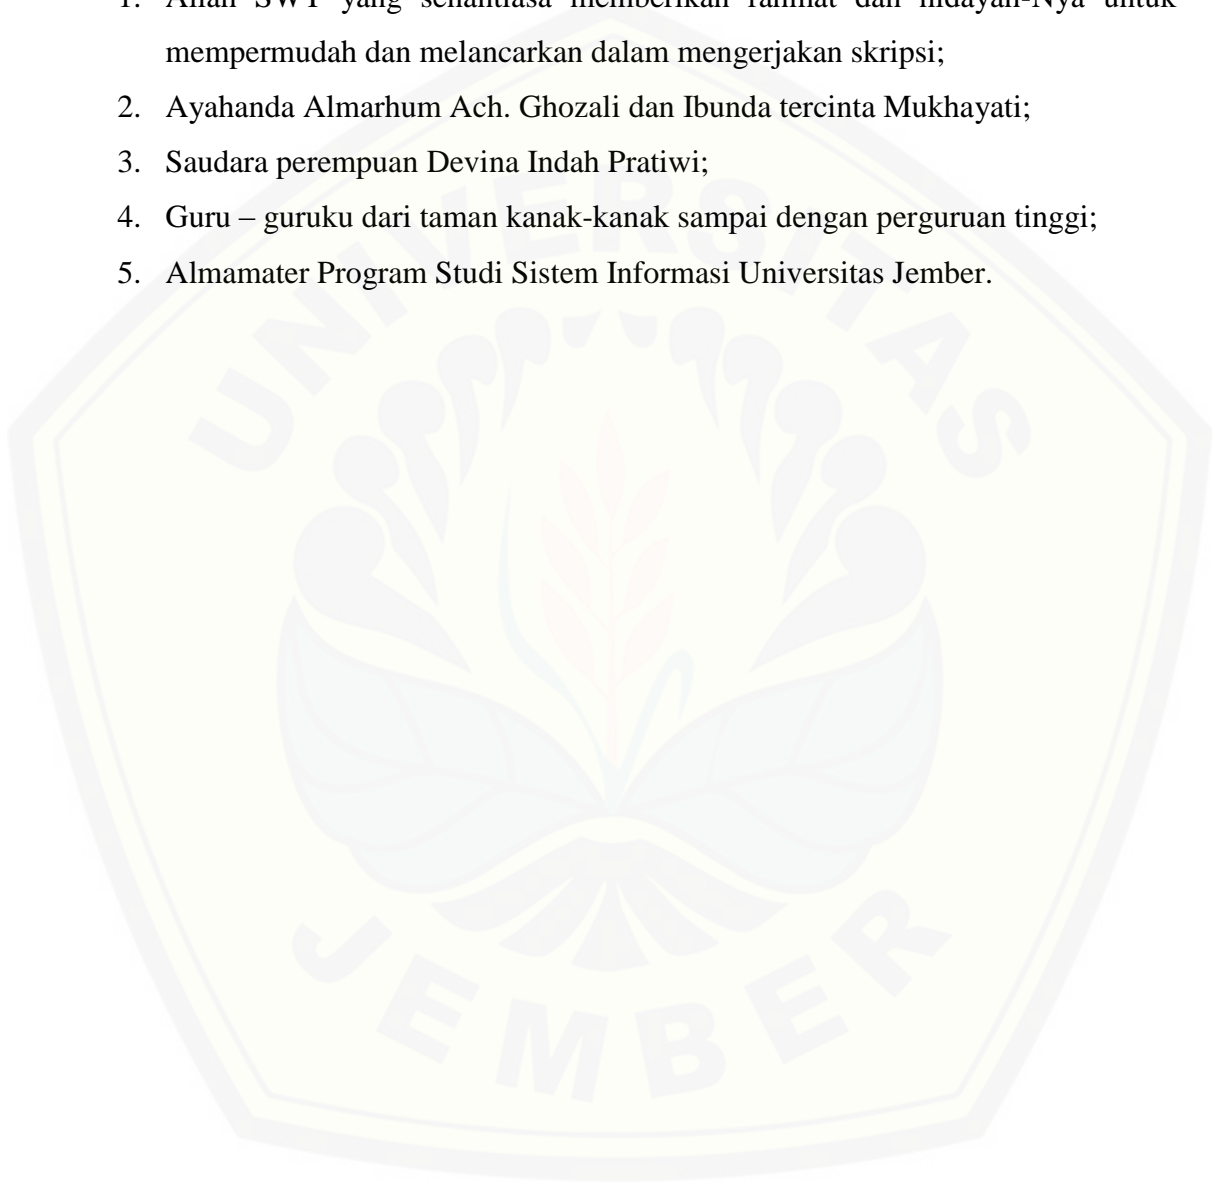 1. Allah SWT yang senantiasa memberikan rahmat dan hidayah-Nya untuk
mempermudah dan melancarkan dalam mengerjakan skripsi;
2. Ayahanda Almarhum Ach. Ghozali dan Ibunda tercinta Mukhayati;
3. Saudara perempuan Devina Indah Pratiwi;
4. Guru – guruku dari taman kanak-kanak sampai dengan perguruan tinggi;
5. Almamater Program Studi Sistem Informasi Universitas Jember.
UNIVERSITAS
JEMBER